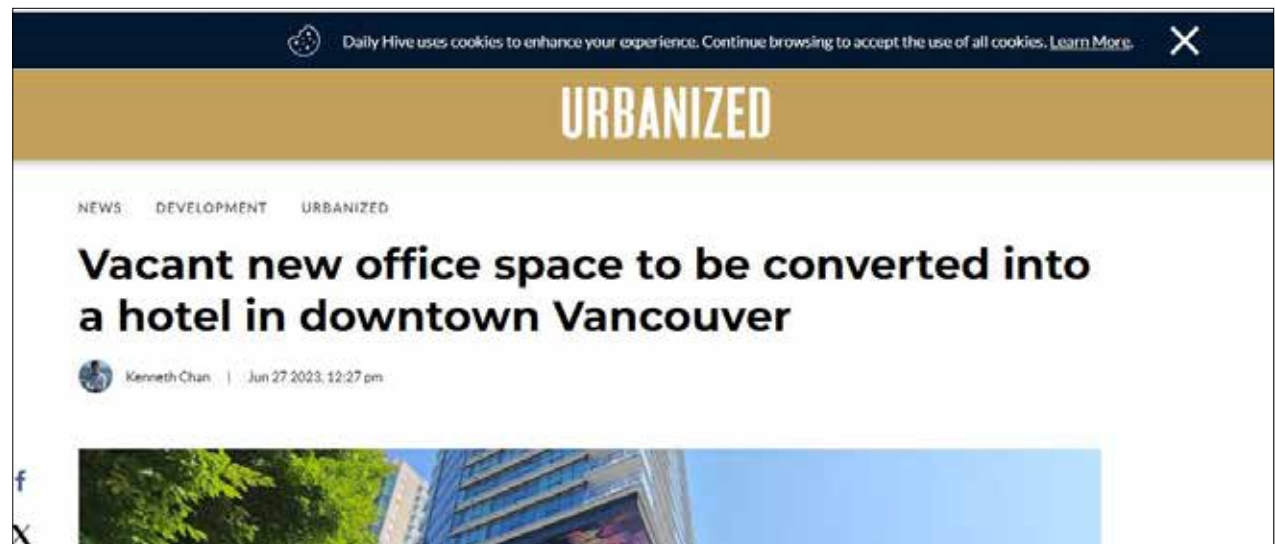 Daily Hive uses cookies to enhance your experience. Continue browsing to accept the use of all cookies. Learn More.
URBANIZED
NEWS DEVELOPMENT URBANIZED
Vacant new office space to be converted into
a hotel in downtown Vancouver
Kenneth Chan | Jun 27 2023, 12:27 pm